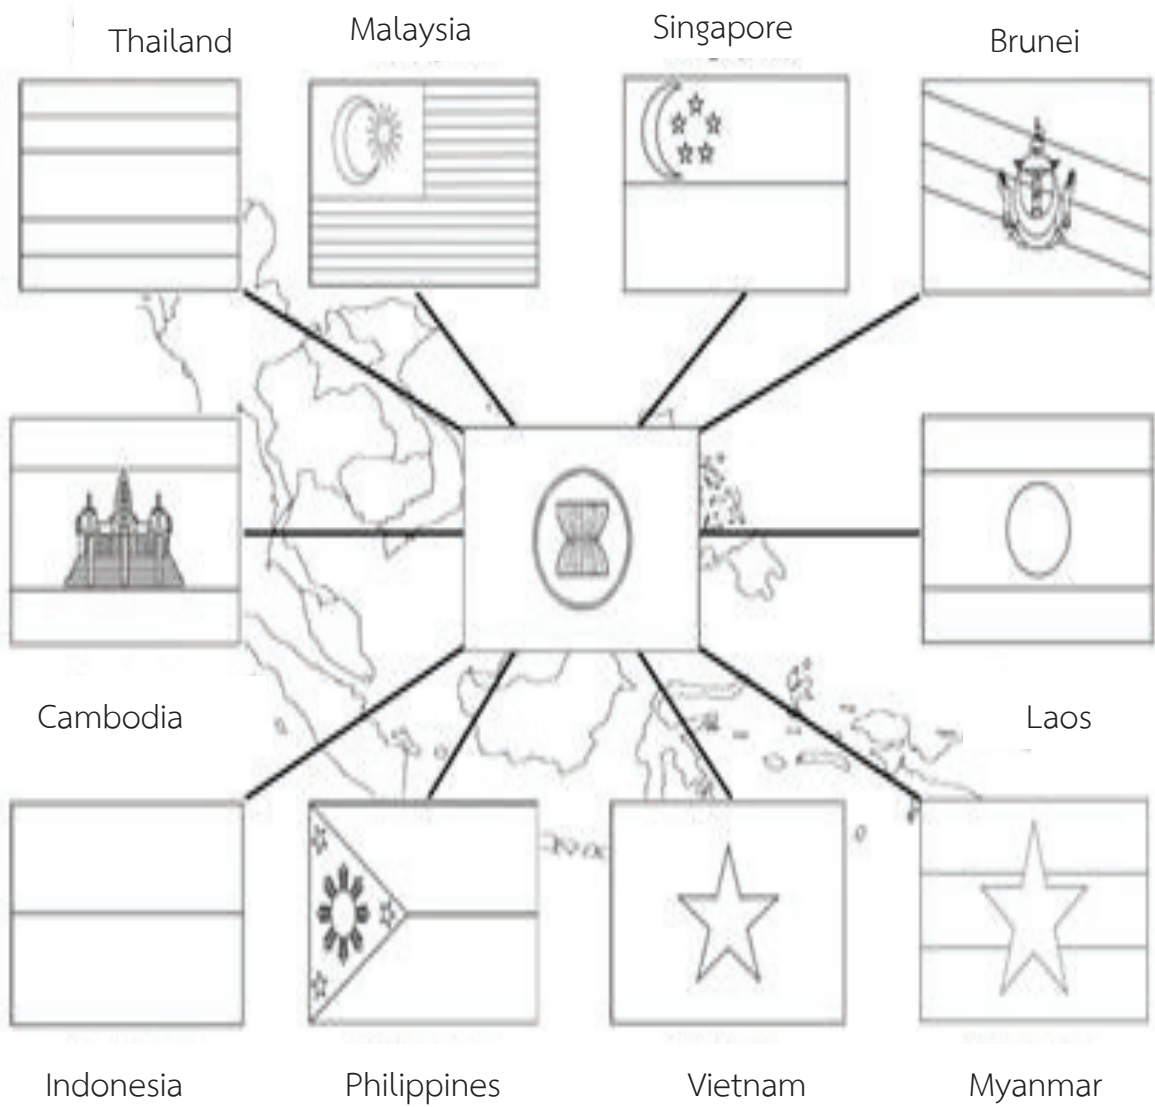 Thailand
Malaysia
Singapore
Brunei
Cambodia
Laos
Indonesia
Philippines
Vietnam
Myanmar